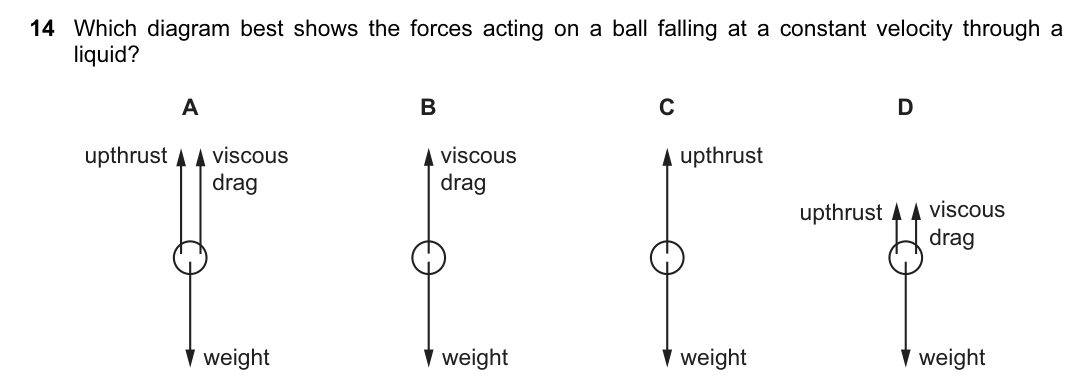 14 Which diagram best shows the forces acting on a ball falling at a constant velocity through a
liquid?
A B C D
upthrust viscous drag
viscous drag
upthrust
upthrust viscous drag
weight weight weight weight